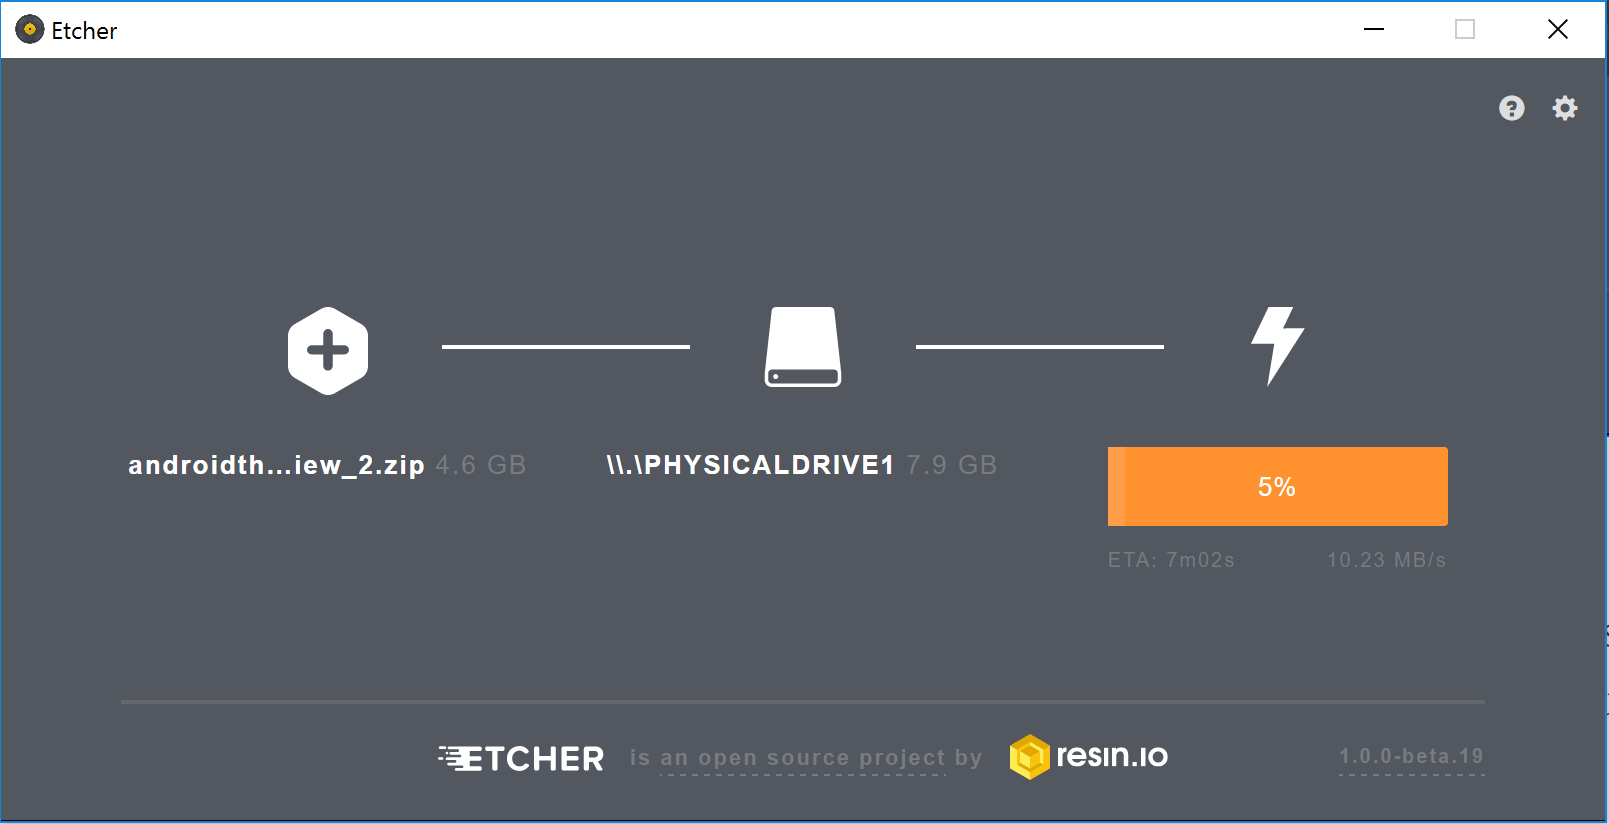 Etcher
androidth...iew_2.zip 4.6 GB
\\.\PHYSICALDRIVE1 7.9 GB
5%
ETA: 7m02s 10.23 MB/s
ETCHER is an open source project by resin.io 1.0.0-beta.19